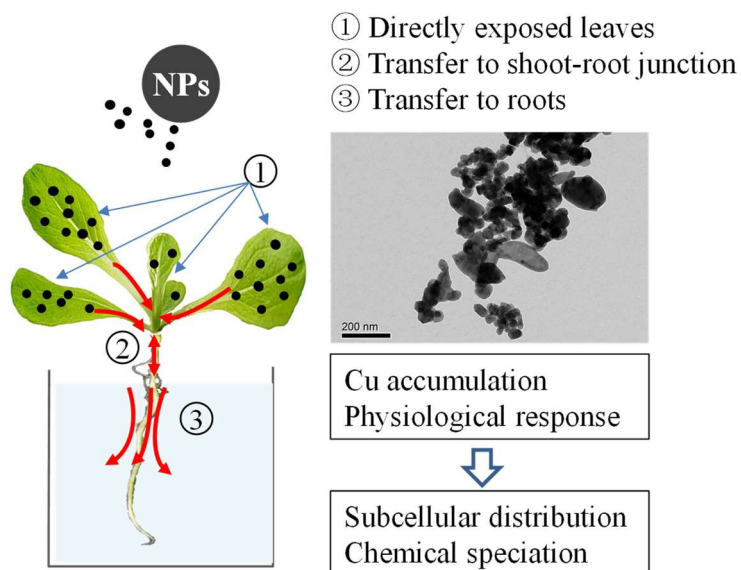 NPs
① Directly exposed leaves
② Transfer to shoot-root junction
③ Transfer to roots
①
②
③
200 nm
Cu accumulation
Physiological response
Subcellular distribution
Chemical speciation